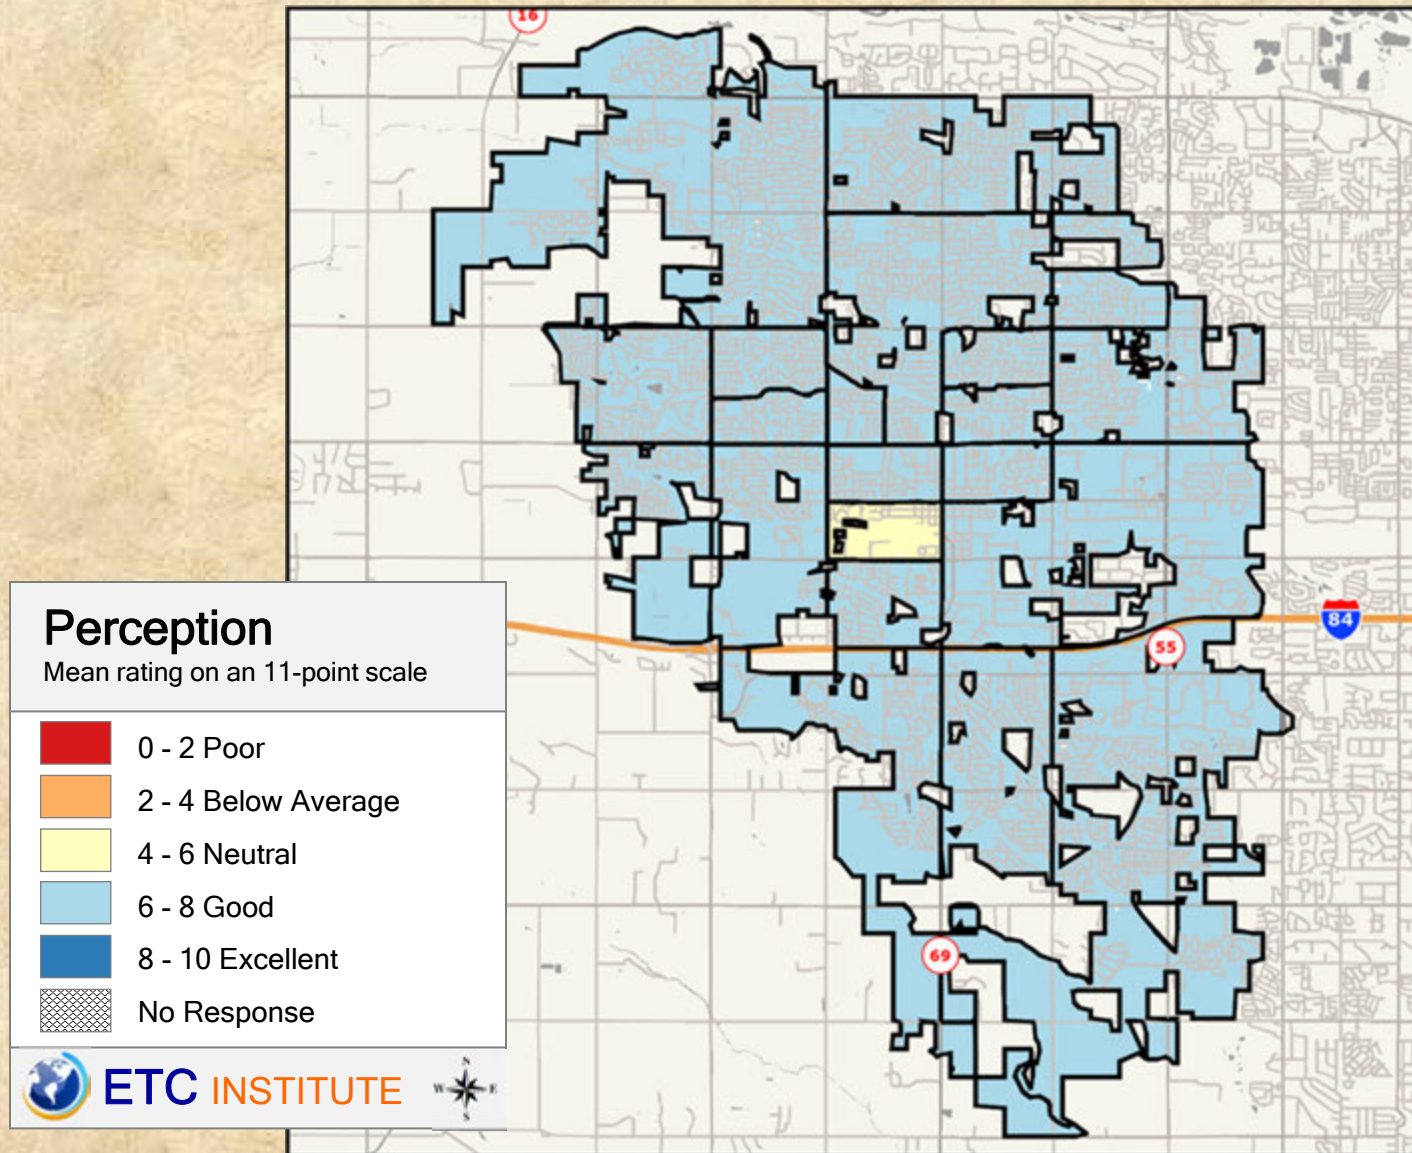 16
84
55
69
Perception
Mean rating on an 11-point scale
0 - 2 Poor
2 - 4 Below Average
4 - 6 Neutral
6 - 8 Good
8 - 10 Excellent
No Response
ETC INSTITUTE
N
W E
S